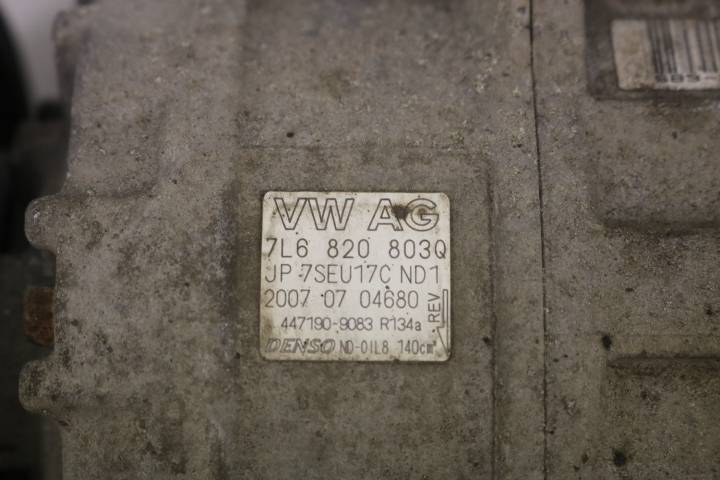 VW AG
7L6 820 803Q
JP 7SEU17C ND1
2007 07 04680
REV
447190-9083 R134a
DENSO ND-OIL8 140cm³